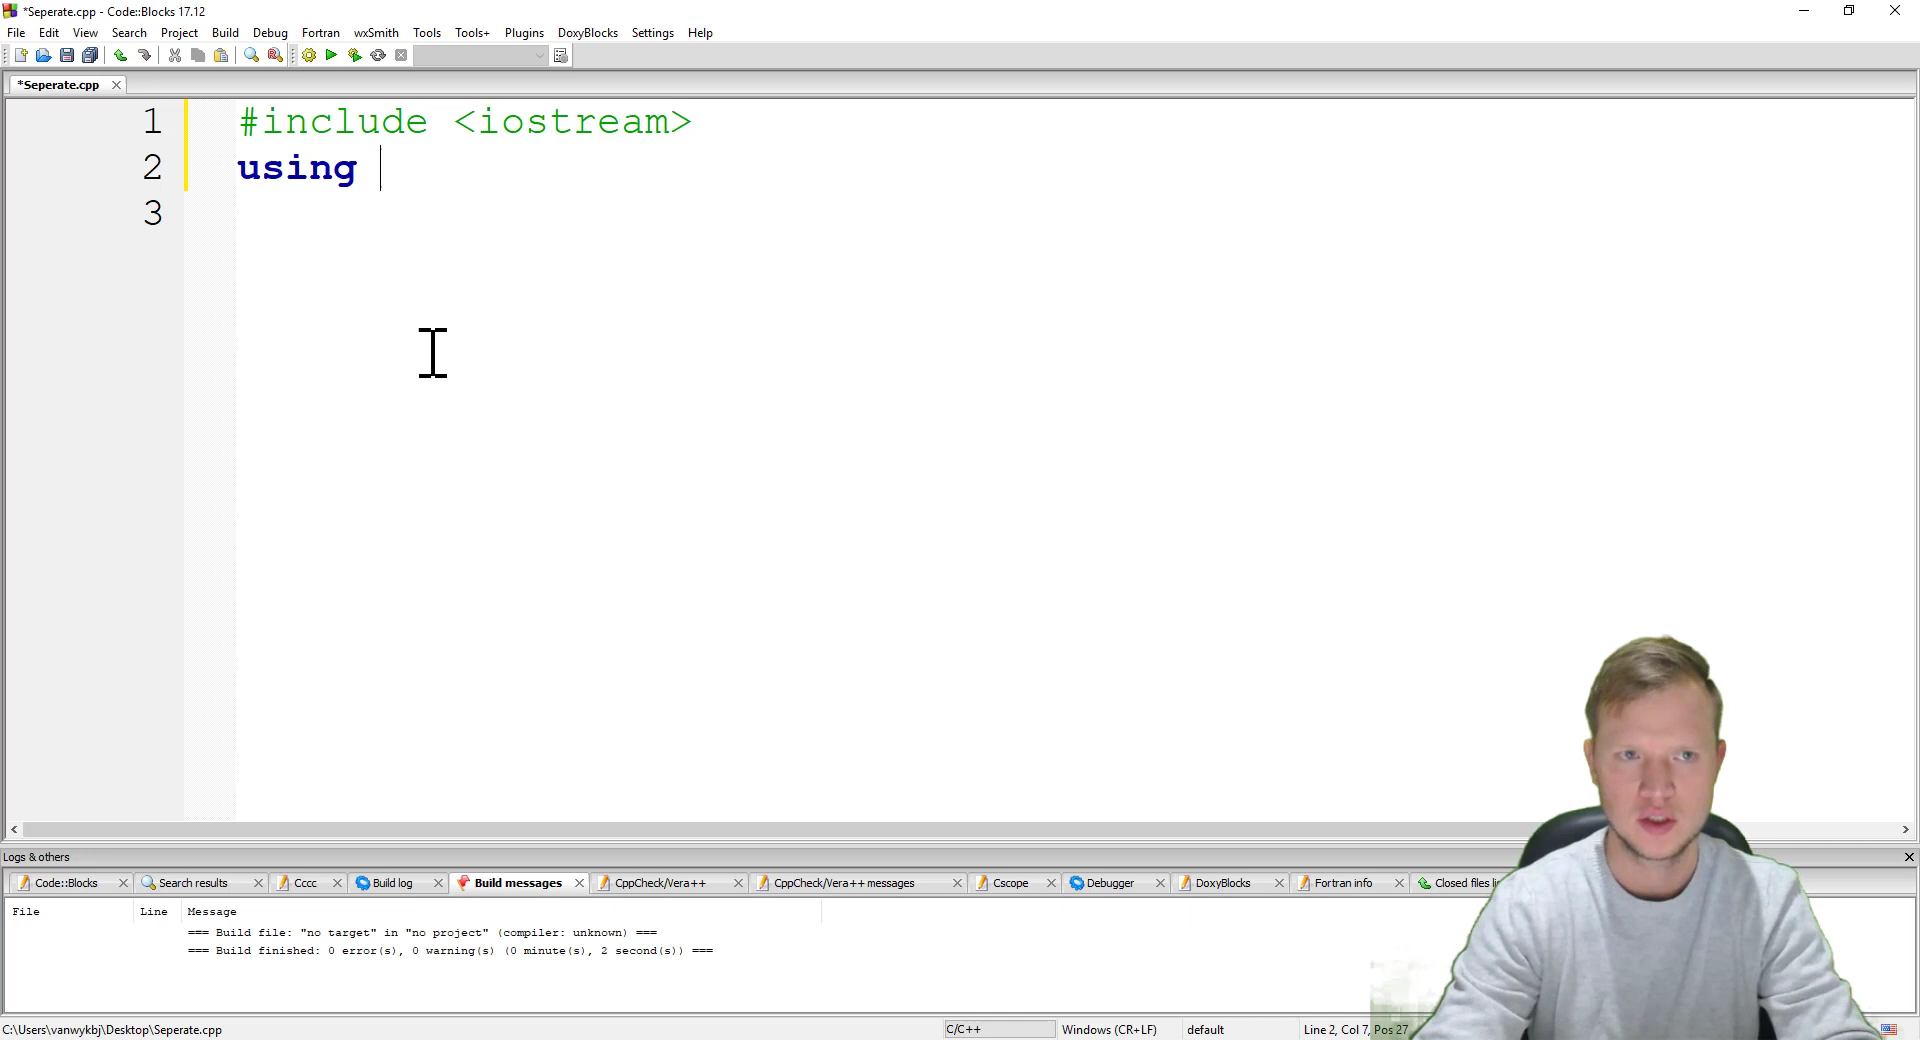 *Seperate.cpp - Code::Blocks 17.12
File Edit View Search Project Build Debug Fortran wxSmith Tools Tools+ Plugins DoxyBlocks Settings Help
*Seperate.cpp
1 #include <iostream>
2 using
3
Logs & others
Code::Blocks Search results Cccc Build log Build messages CppCheck/Vera++ CppCheck/Vera++ messages Cscope Debugger DoxyBlocks Fortran info Closed files
File Line Message
=== Build file: "no target" in "no project" (compiler: unknown) ===
=== Build finished: 0 error(s), 0 warning(s) (0 minute(s), 2 second(s)) ===
C:\Users\vanwykbj\Desktop\Seperate.cpp C/C++ Windows (CR+LF) default Line 2, Col 7, Pos 27